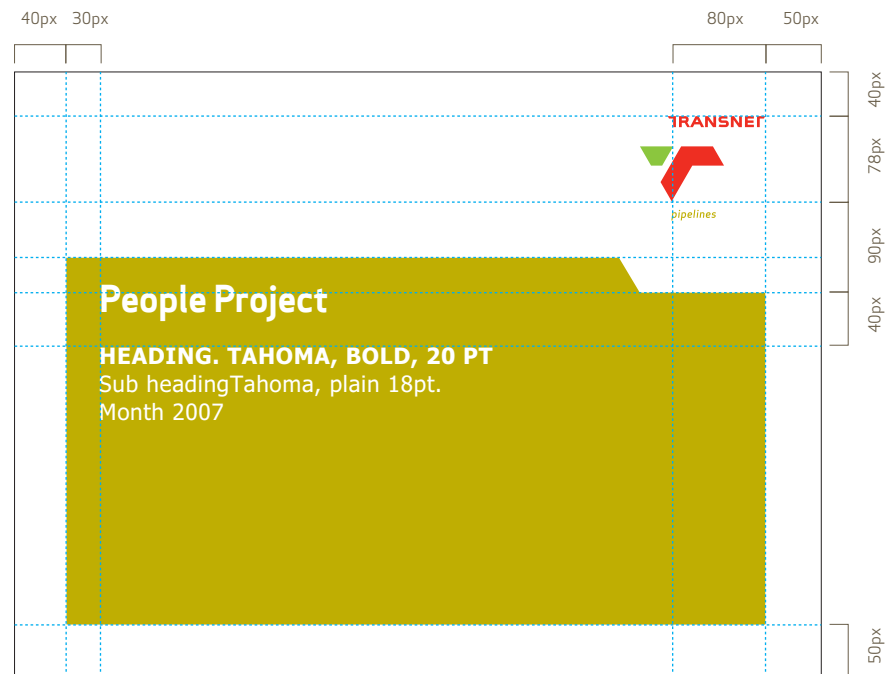 40px 30px 80px 50px
40px
TRANSNET
78px
pipelines
90px
People Project
40px
HEADING. TAHOMA, BOLD, 20 PT
Sub headingTahoma, plain 18pt.
Month 2007
50px